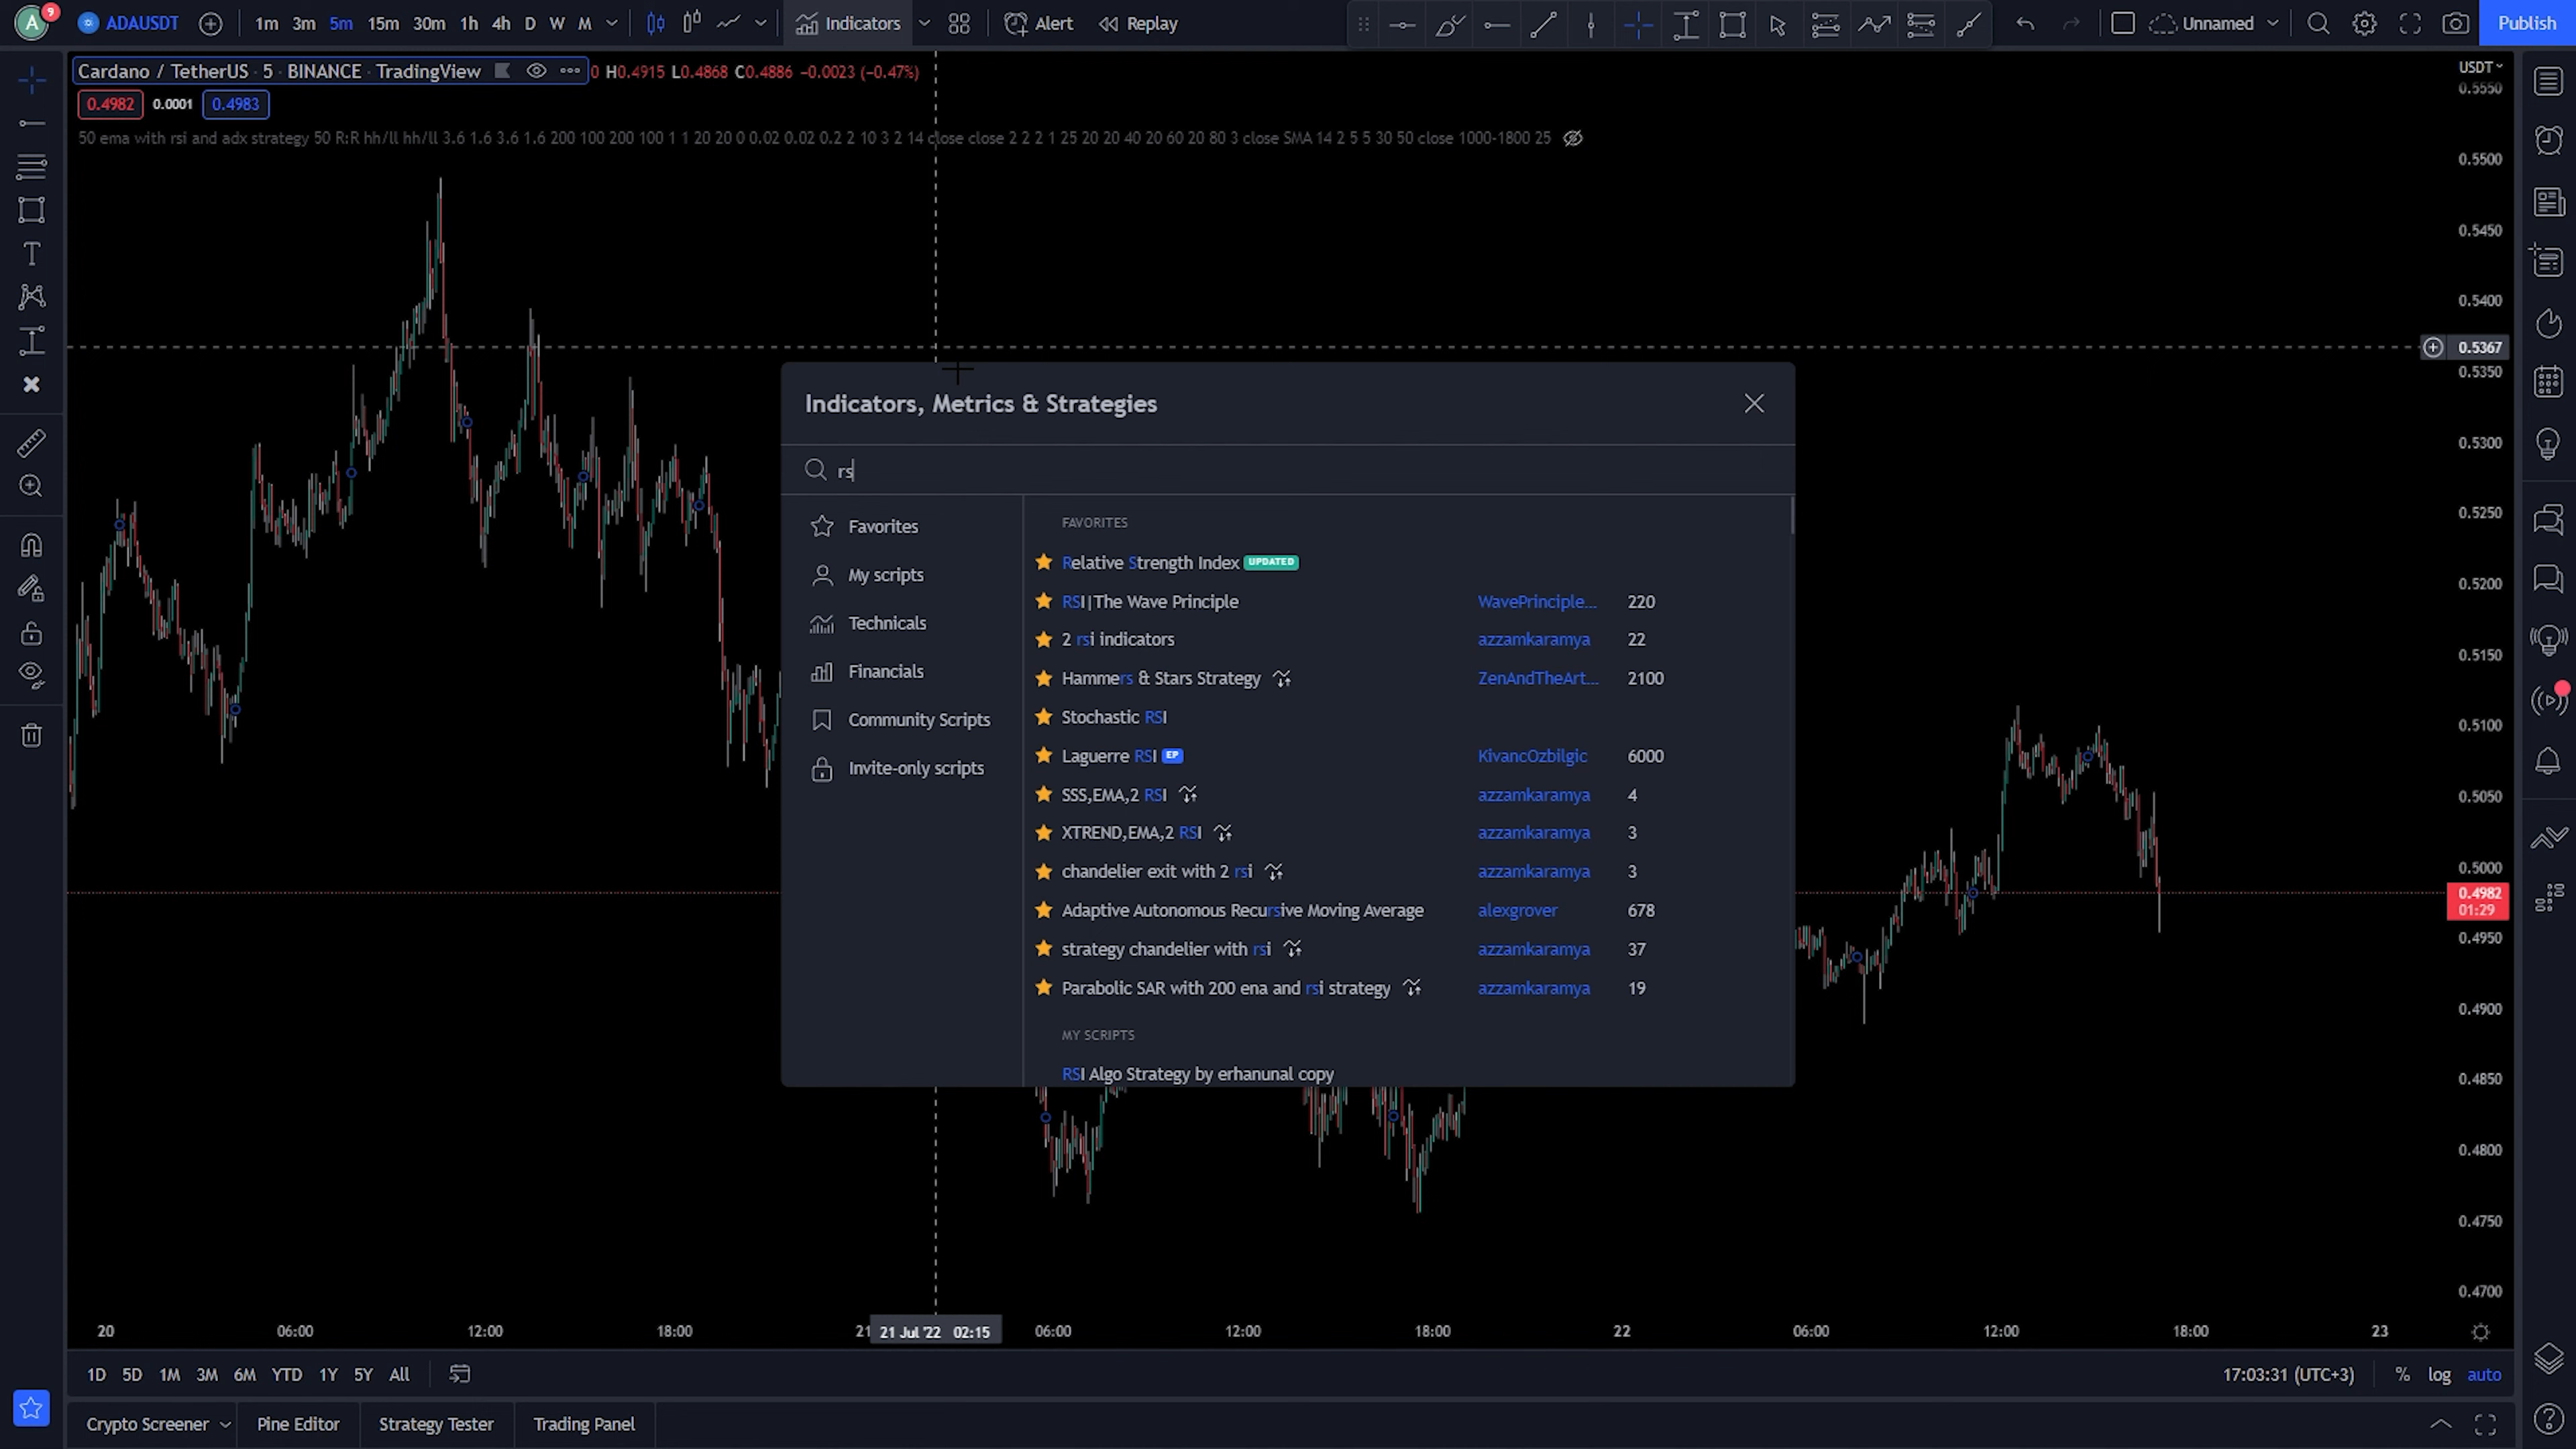 A 9 ADAUSDT 1m 3m 5m 15m 30m 1h 4h D W M Indicators Alert Replay Unnamed Publish
Cardano / TetherUS · 5 · BINANCE · TradingView 0 H0.4915 L0.4868 C0.4886 −0.0023 (−0.47%)
USDT
0.4982 0.0001 0.4983
50 ema with rsi and adx strategy 50 R:R hh/ll hh/ll 3.6 1.6 3.6 1.6 200 100 200 100 1 1 20 20 0 0.02 0.02 0.2 2 10 3 2 14 close close 2 2 2 1 25 20 20 40 20 60 20 80 3 close SMA 14 2 5 5 30 50 close 1000-1800 25
0.5550
0.5500
0.5450
0.5400
0.5367
0.5350
0.5300
0.5250
0.5200
0.5150
0.5100
0.5050
0.5000
0.4982
01:29
0.4950
0.4900
0.4850
0.4800
0.4750
0.4700
Indicators, Metrics & Strategies
rs
Favorites
My scripts
Technicals
Financials
Community Scripts
Invite-only scripts
FAVORITES
Relative Strength Index UPDATED
RSI|The Wave Principle WavePrinciple... 220
2 rsi indicators azzamkaramya 22
Hammers & Stars Strategy ZenAndTheArt... 2100
Stochastic RSI
Laguerre RSI EP KivancOzbilgic 6000
SSS,EMA,2 RSI azzamkaramya 4
XTREND,EMA,2 RSI azzamkaramya 3
chandelier exit with 2 rsi azzamkaramya 3
Adaptive Autonomous Recursive Moving Average alexgrover 678
strategy chandelier with rsi azzamkaramya 37
Parabolic SAR with 200 ena and rsi strategy azzamkaramya 19
MY SCRIPTS
RSI Algo Strategy by erhanunal copy
20 06:00 12:00 18:00 21 21 Jul '22 02:15 06:00 12:00 18:00 22 06:00 12:00 18:00 23
1D 5D 1M 3M 6M YTD 1Y 5Y All 17:03:31 (UTC+3) % log auto
Crypto Screener Pine Editor Strategy Tester Trading Panel